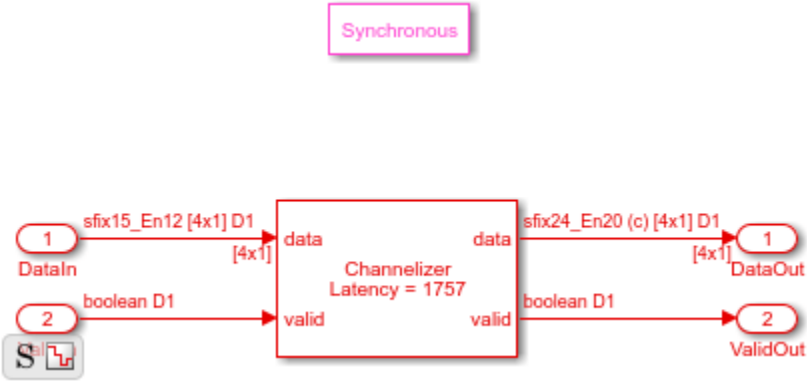 Synchronous
sfix15_En12 [4x1] D1
sfix24_En20 (c) [4x1] D1
1
data
data
1
[4x1]
[4x1]
DataIn
DataOut
Channelizer
Latency = 1757
boolean D1
boolean D1
2
valid
valid
2
ValidOut
S